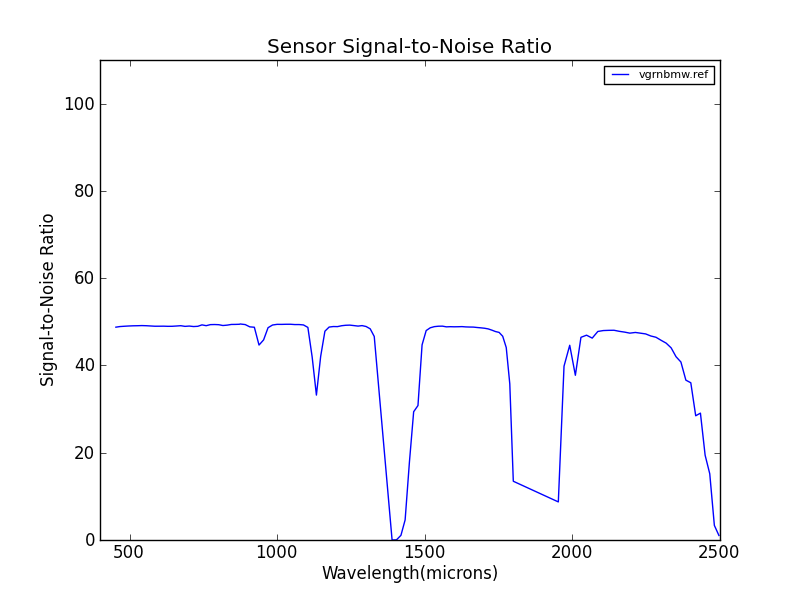 Sensor Signal-to-Noise Ratio
vgrnbmw.ref
Signal-to-Noise Ratio
100
80
60
40
20
0
500 1000 1500 2000 2500
Wavelength(microns)